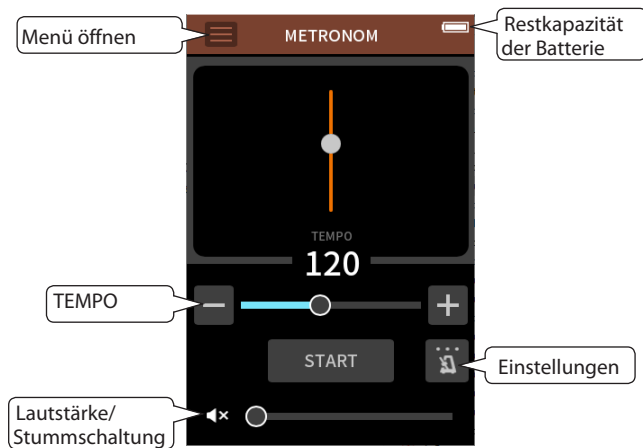 Menü öffnen
METRONOM
Restkapazität
der Batterie
TEMPO
120
TEMPO
START
Einstellungen
Lautstärke/
Stummschaltung